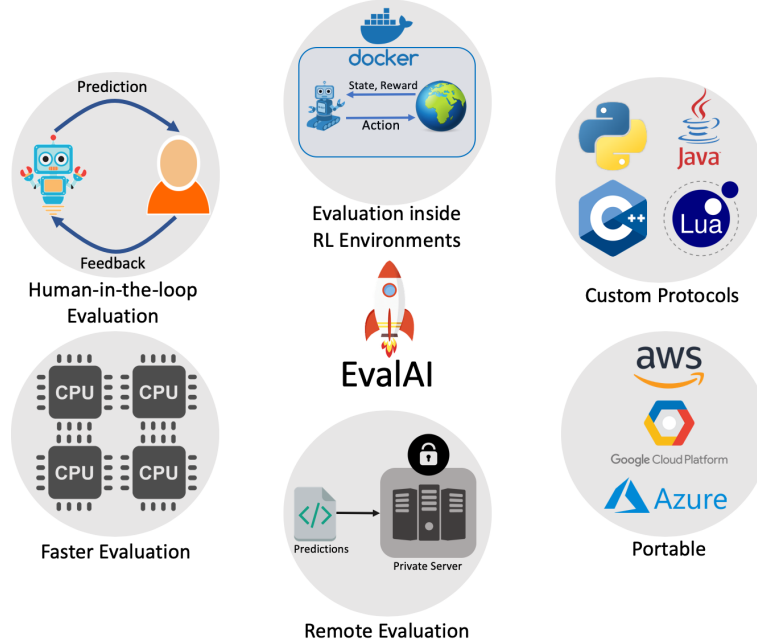 docker
State, Reward
Action
Evaluation inside
RL Environments
Prediction
Feedback
Human-in-the-loop
Evaluation
Java
C++
Lua
Custom Protocols
EvalAI
CPU
CPU
CPU
CPU
Faster Evaluation
</>
Predictions
Private Server
Remote Evaluation
aws
Google Cloud Platform
Azure
Portable